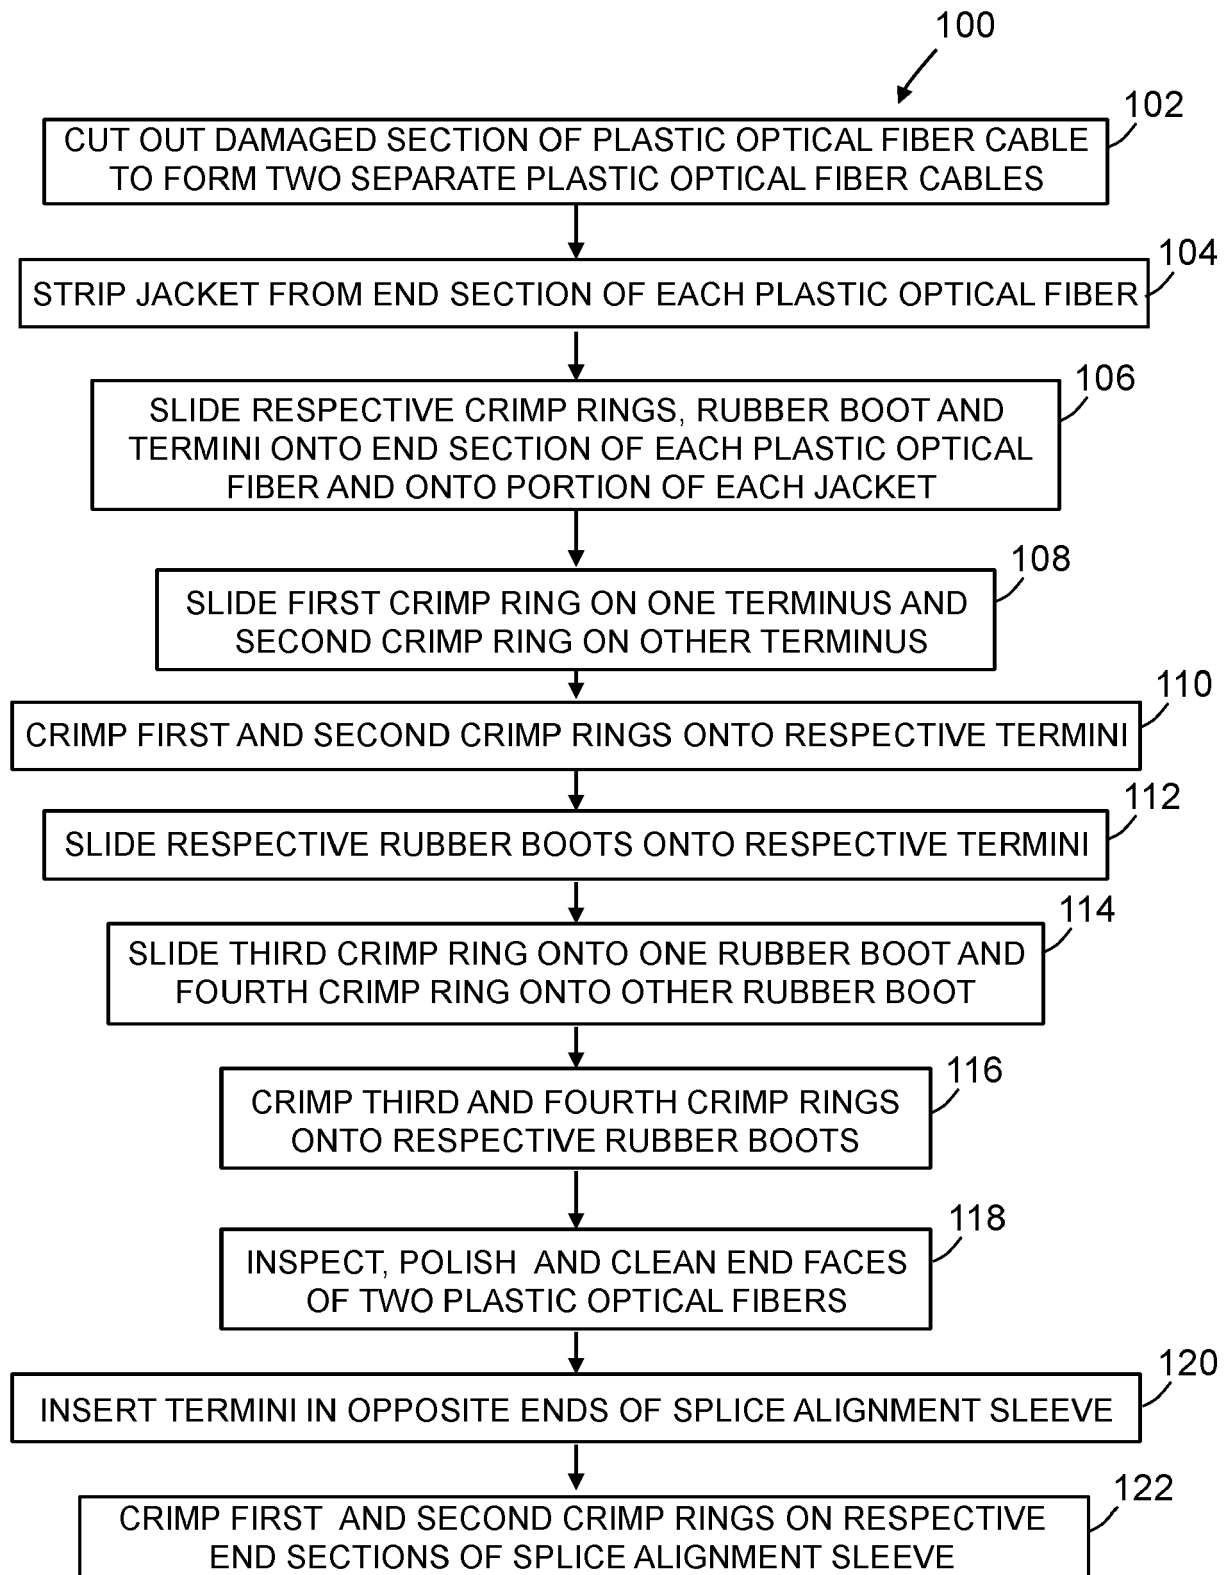 100
102
CUT OUT DAMAGED SECTION OF PLASTIC OPTICAL FIBER CABLE
TO FORM TWO SEPARATE PLASTIC OPTICAL FIBER CABLES
104
STRIP JACKET FROM END SECTION OF EACH PLASTIC OPTICAL FIBER
106
SLIDE RESPECTIVE CRIMP RINGS, RUBBER BOOT AND
TERMINI ONTO END SECTION OF EACH PLASTIC OPTICAL
FIBER AND ONTO PORTION OF EACH JACKET
108
SLIDE FIRST CRIMP RING ON ONE TERMINUS AND
SECOND CRIMP RING ON OTHER TERMINUS
110
CRIMP FIRST AND SECOND CRIMP RINGS ONTO RESPECTIVE TERMINI
112
SLIDE RESPECTIVE RUBBER BOOTS ONTO RESPECTIVE TERMINI
114
SLIDE THIRD CRIMP RING ONTO ONE RUBBER BOOT AND
FOURTH CRIMP RING ONTO OTHER RUBBER BOOT
116
CRIMP THIRD AND FOURTH CRIMP RINGS
ONTO RESPECTIVE RUBBER BOOTS
118
INSPECT, POLISH AND CLEAN END FACES
OF TWO PLASTIC OPTICAL FIBERS
120
INSERT TERMINI IN OPPOSITE ENDS OF SPLICE ALIGNMENT SLEEVE
122
CRIMP FIRST AND SECOND CRIMP RINGS ON RESPECTIVE
END SECTIONS OF SPLICE ALIGNMENT SLEEVE